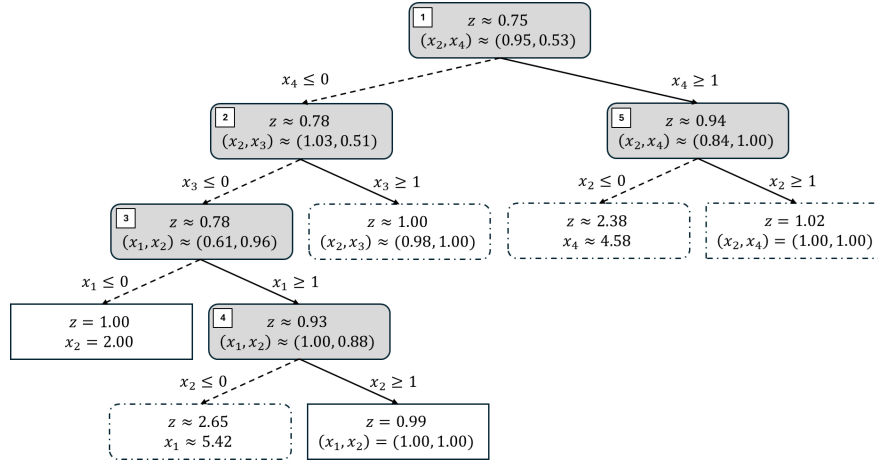 1
z ≈ 0.75
(x₂, x₄) ≈ (0.95, 0.53)
x₄ ≤ 0
x₄ ≥ 1
2
z ≈ 0.78
(x₂, x₃) ≈ (1.03, 0.51)
5
z ≈ 0.94
(x₂, x₄) ≈ (0.84, 1.00)
x₃ ≤ 0
x₃ ≥ 1
x₂ ≤ 0
x₂ ≥ 1
3
z ≈ 0.78
(x₁, x₂) ≈ (0.61, 0.96)
z ≈ 1.00
(x₂, x₃) ≈ (0.98, 1.00)
z ≈ 2.38
x₄ ≈ 4.58
z = 1.02
(x₂, x₄) = (1.00, 1.00)
x₁ ≤ 0
x₁ ≥ 1
z = 1.00
x₂ = 2.00
4
z ≈ 0.93
(x₁, x₂) ≈ (1.00, 0.88)
x₂ ≤ 0
x₂ ≥ 1
z ≈ 2.65
x₁ ≈ 5.42
z = 0.99
(x₁, x₂) = (1.00, 1.00)